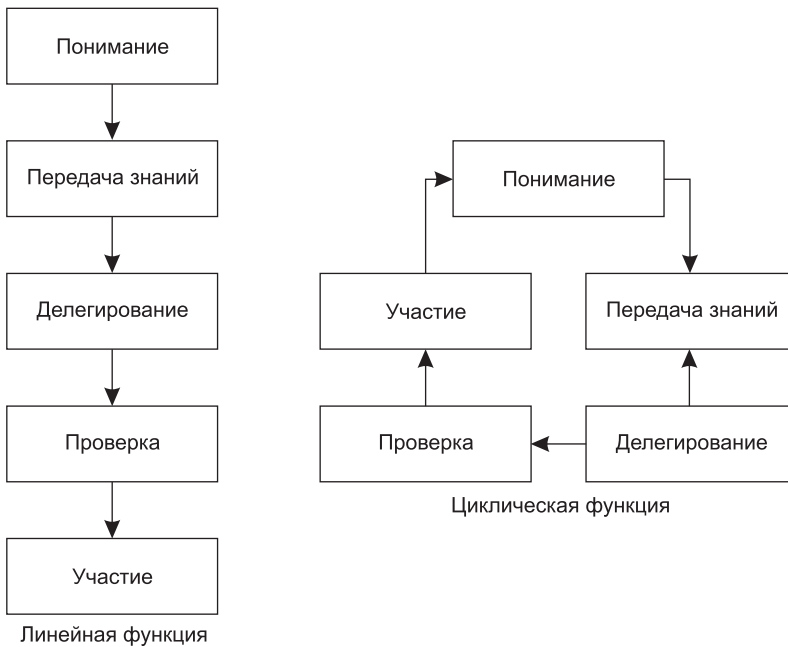 Понимание
Передача знаний
Делегирование
Проверка
Участие
Линейная функция
Понимание
Участие
Передача знаний
Проверка
Делегирование
Циклическая функция